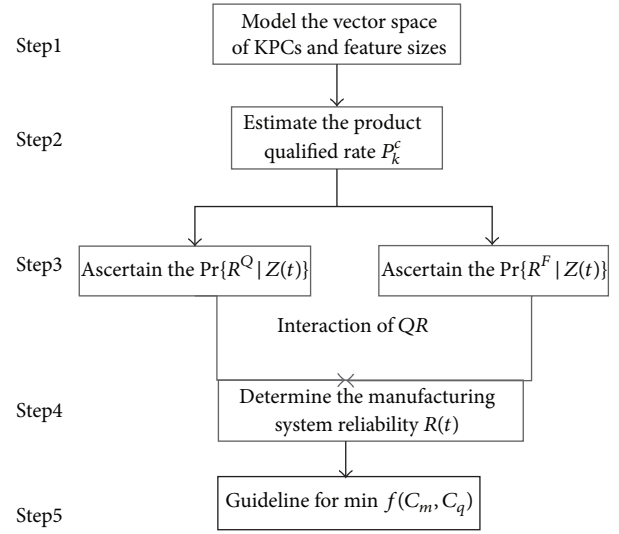 Step1
Model the vector space
of KPCs and feature sizes
Step2
Estimate the product
qualified rate P_k^c
Step3
Ascertain the Pr{R^Q | Z(t)}
Ascertain the Pr{R^F | Z(t)}
Interaction of QR
Step4
Determine the manufacturing
system reliability R(t)
Guideline for min f(C_m, C_q)
Step5